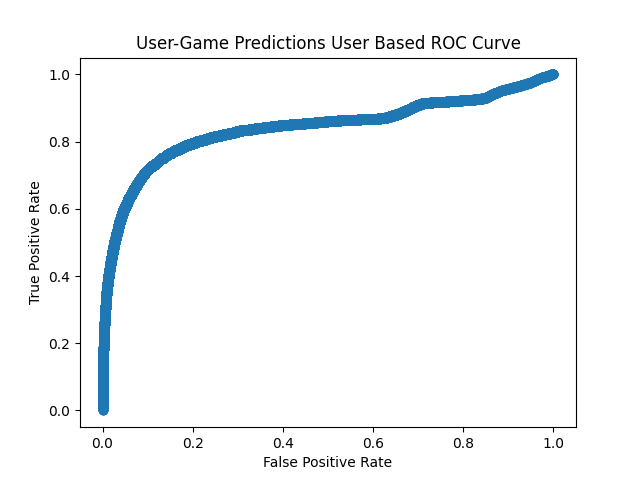 User-Game Predictions User Based ROC Curve
1.0
0.8
0.6
0.4
0.2
0.0
True Positive Rate
0.0 0.2 0.4 0.6 0.8 1.0
False Positive Rate